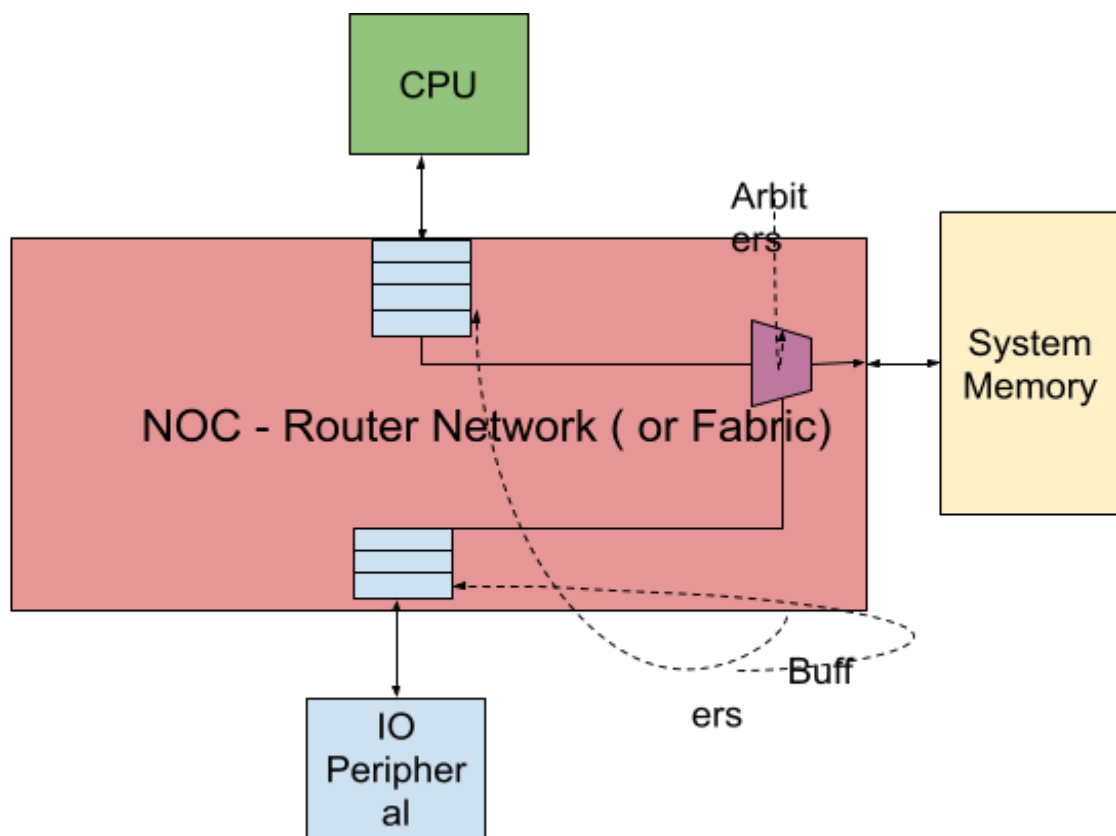 CPU
Arbit
ers
System
Memory
NOC - Router Network ( or Fabric)
Buff
ers
IO
Peripher
al